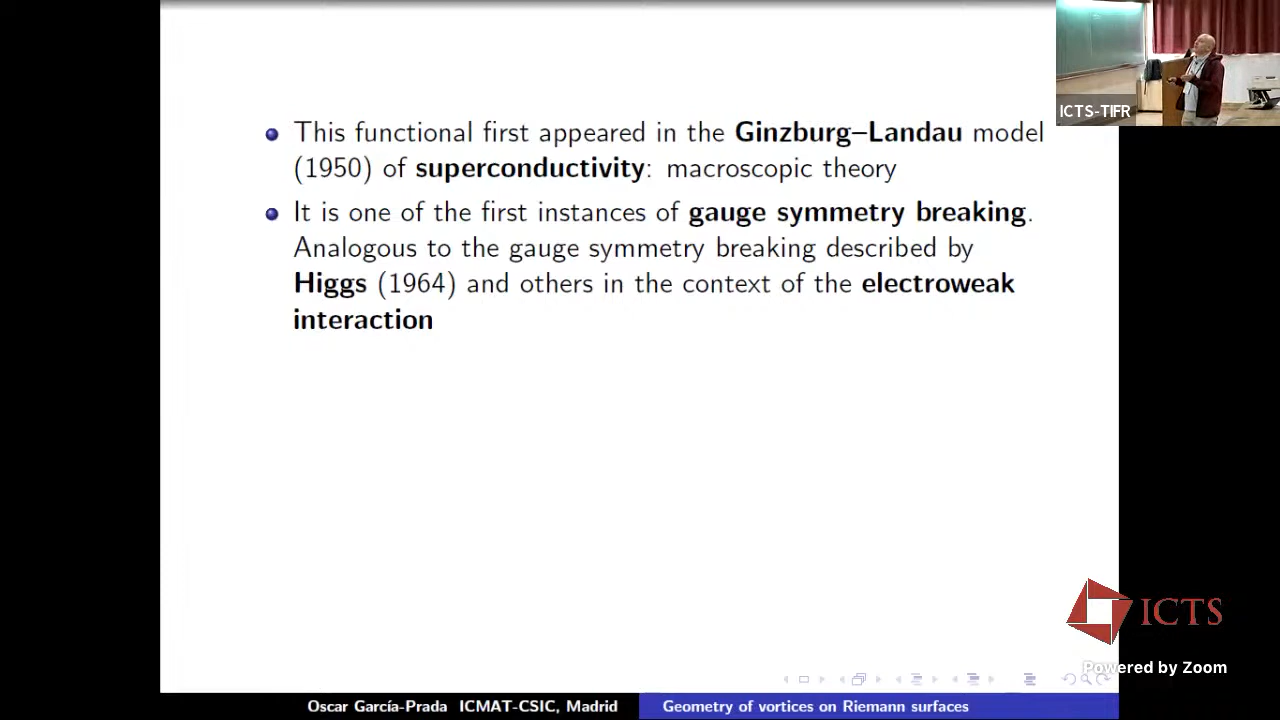 ICTS-TIFR
This functional first appeared in the Ginzburg–Landau model
(1950) of superconductivity: macroscopic theory
It is one of the first instances of gauge symmetry breaking.
Analogous to the gauge symmetry breaking described by
Higgs (1964) and others in the context of the electroweak
interaction
ICTS
Powered by Zoom
Oscar García-Prada ICMAT-CSIC, Madrid
Geometry of vortices on Riemann surfaces